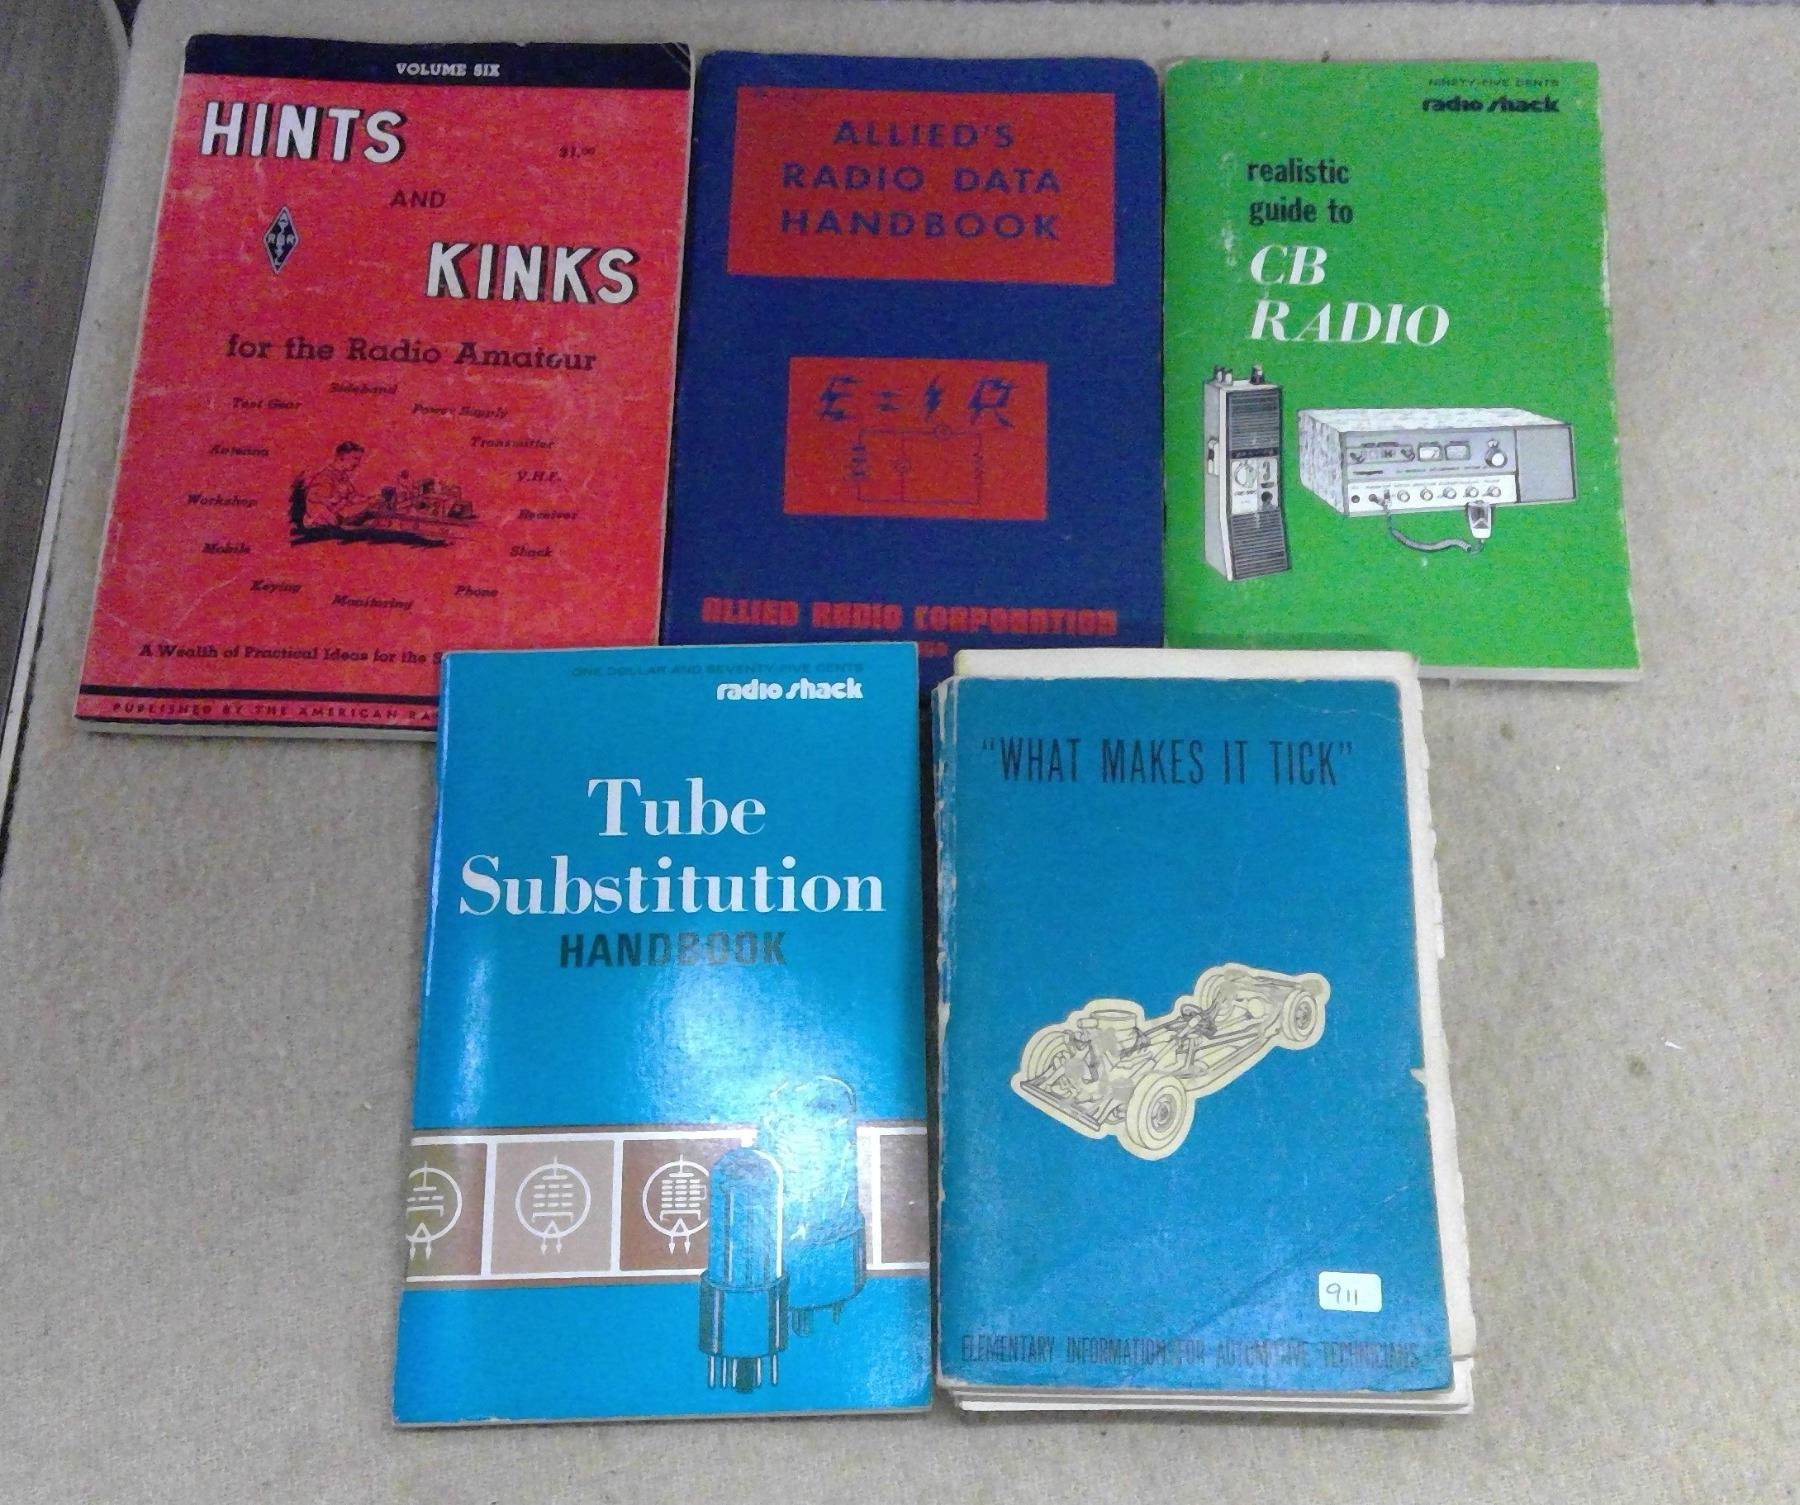 VOLUME SIX
HINTS
$1.00
AND
ARRL
KINKS
for the Radio Amateur
Sideband
Test Gear
Power Supply
Antenna
Transmitter
V.H.F.
Workshop
Receiver
Mobile
Shack
Keying
Monitoring
Phone
A Wealth of Practical Ideas for the S
PUBLISHED BY THE AMERICAN RA
ALLIED'S
RADIO DATA
HANDBOOK
E = I R
ALLIED RADIO CORPORATION
NINETY-FIVE CENTS
radio shack
realistic
guide to
CB
RADIO
ONE DOLLAR AND SEVENTY-FIVE CENTS
radio shack
Tube
Substitution
HANDBOOK
"WHAT MAKES IT TICK"
911
ELEMENTARY INFORMATION FOR AUTOMOTIVE TECHNICIANS